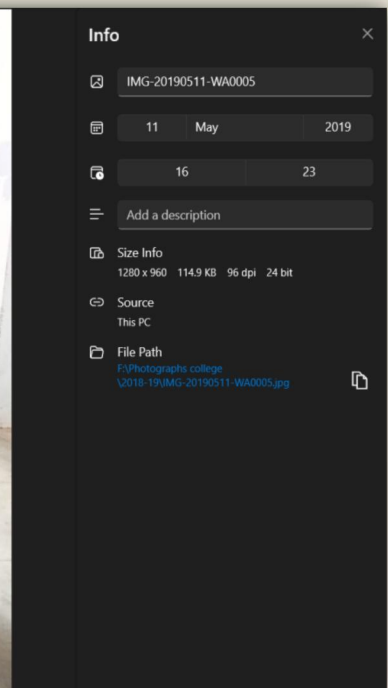 Info
IMG-20190511-WA0005
11 May 2019
16 23
Add a description
Size Info
1280 x 960 114.9 KB 96 dpi 24 bit
Source
This PC
File Path
F:\Photographs college
\2018-19\IMG-20190511-WA0005.jpg